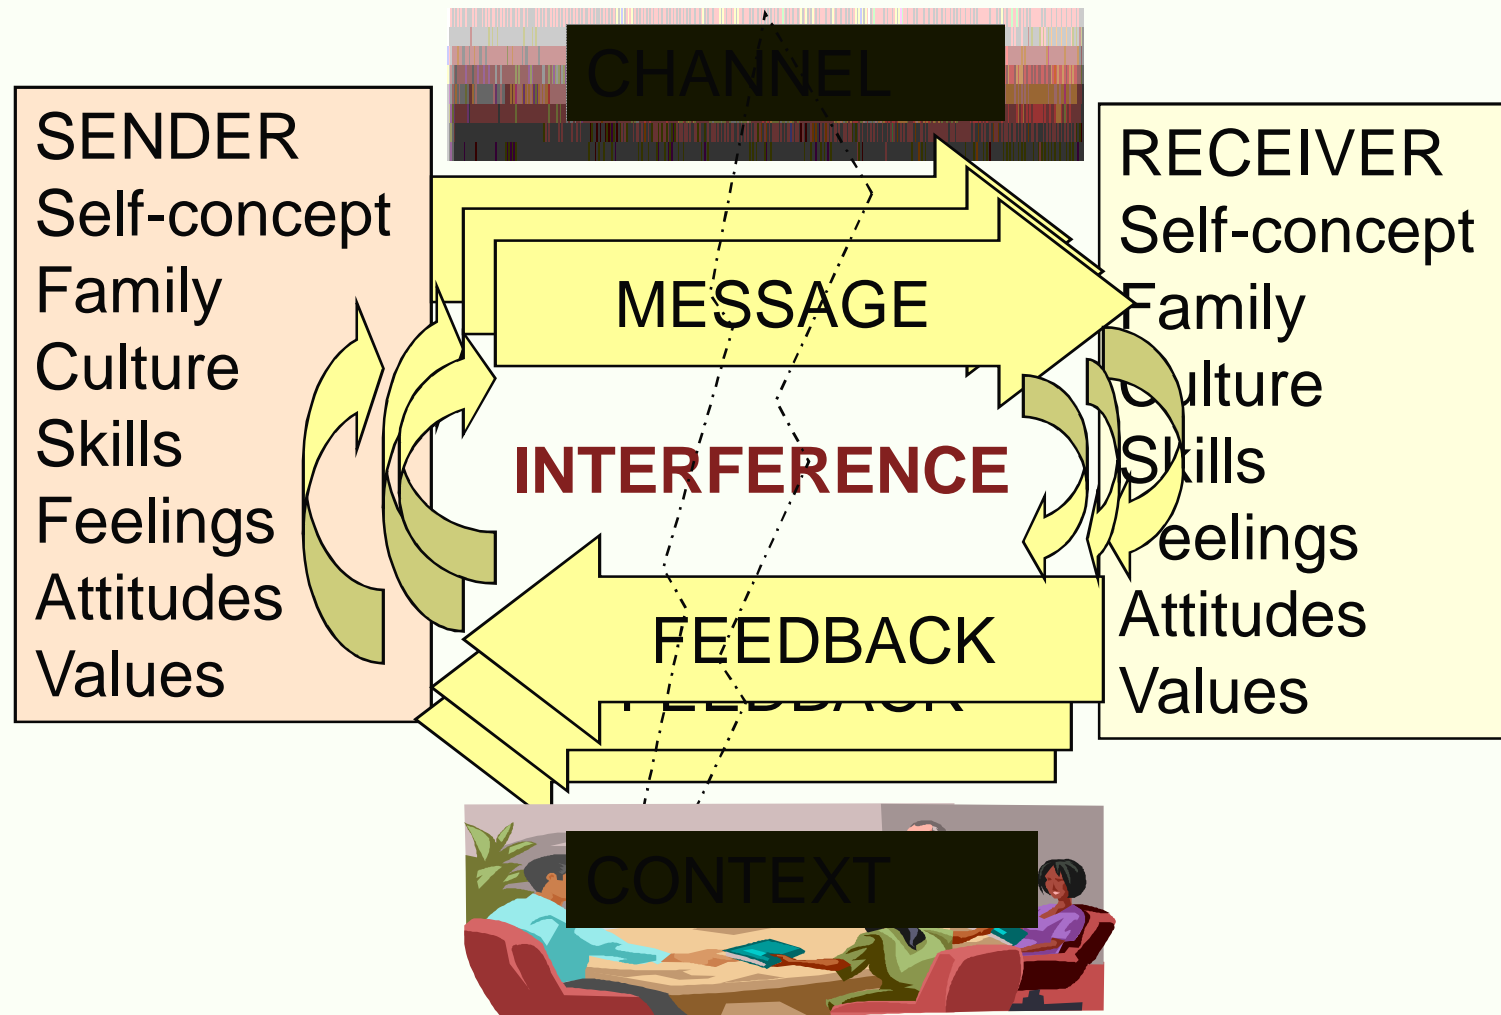 CHANNEL
SENDER
Self-concept
Family
Culture
Skills
Feelings
Attitudes
Values
MESSAGE
INTERFERENCE
FEEDBACK
FEEDBACK
RECEIVER
Self-concept
Family
Culture
Skills
Feelings
Attitudes
Values
CONTEXT